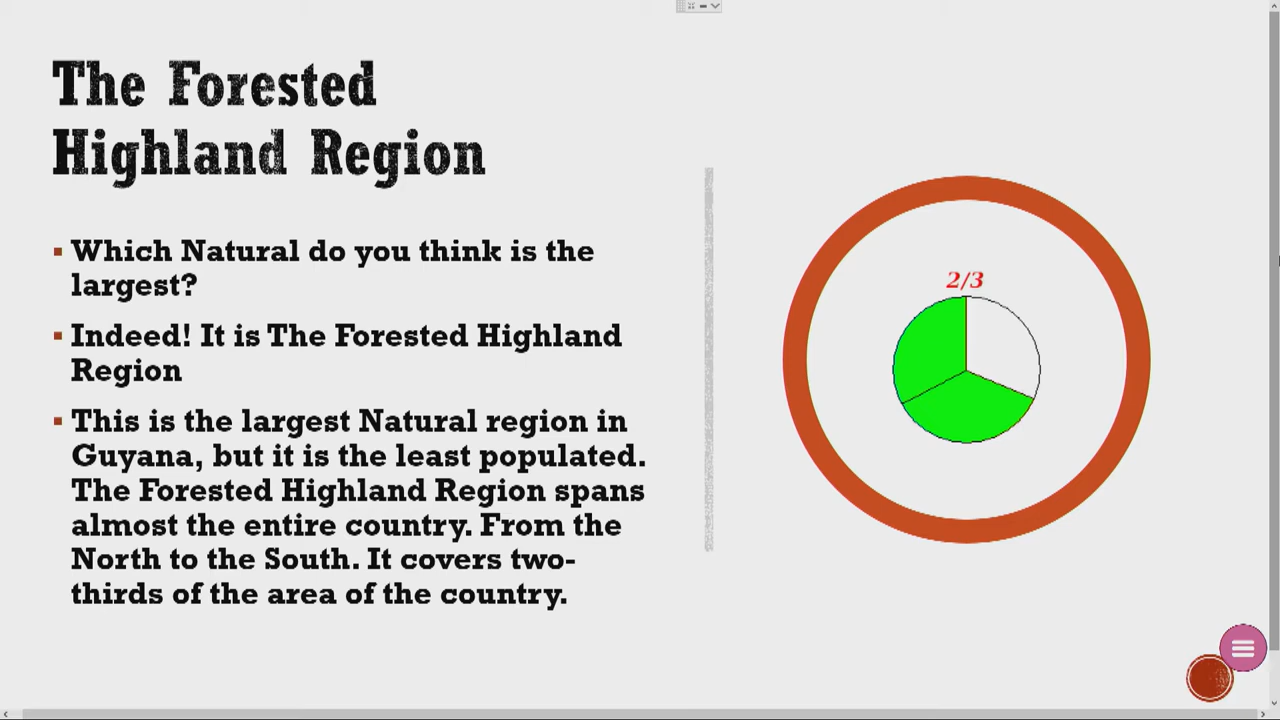 The Forested
Highland Region
Which Natural do you think is the
largest?
Indeed! It is The Forested Highland
Region
This is the largest Natural region in
Guyana, but it is the least populated.
The Forested Highland Region spans
almost the entire country. From the
North to the South. It covers two-
thirds of the area of the country.
2/3